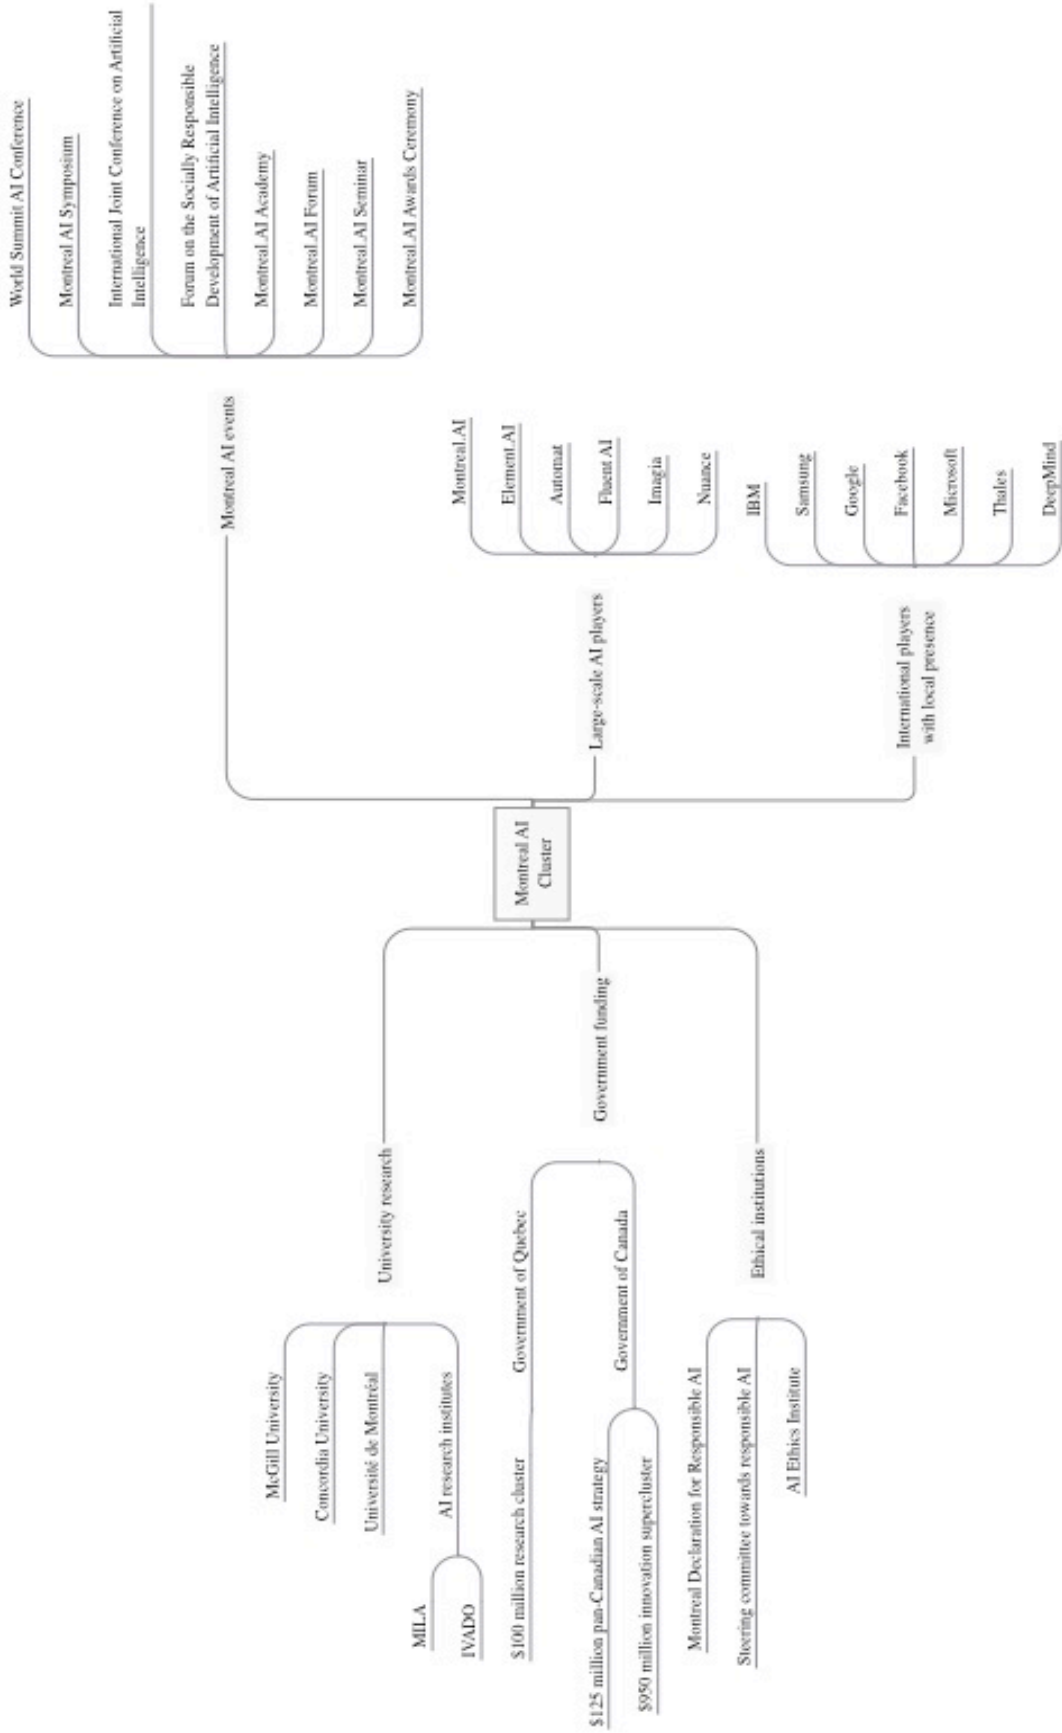 Montreal AI
Cluster
University research
McGill University
Concordia University
Université de Montréal
AI research institutes
MILA
IVADO
Government funding
Government of Quebec
$100 million research cluster
Government of Canada
$125 million pan-Canadian AI strategy
$950 million innovation supercluster
Ethical institutions
Montreal Declaration for Responsible AI
Steering committee towards responsible AI
AI Ethics Institute
Montreal AI events
World Summit AI Conference
Montreal AI Symposium
International Joint Conference on Artificial
Intelligence
Forum on the Socially Responsible
Development of Artificial Intelligence
Montreal.AI Academy
Montreal.AI Forum
Montreal.AI Seminar
Montreal.AI Awards Ceremony
Large-scale AI players
Montreal.AI
Element.AI
Automat
Fluent AI
Imagia
Nuance
International players
with local presence
IBM
Samsung
Google
Facebook
Microsoft
Thales
DeepMind